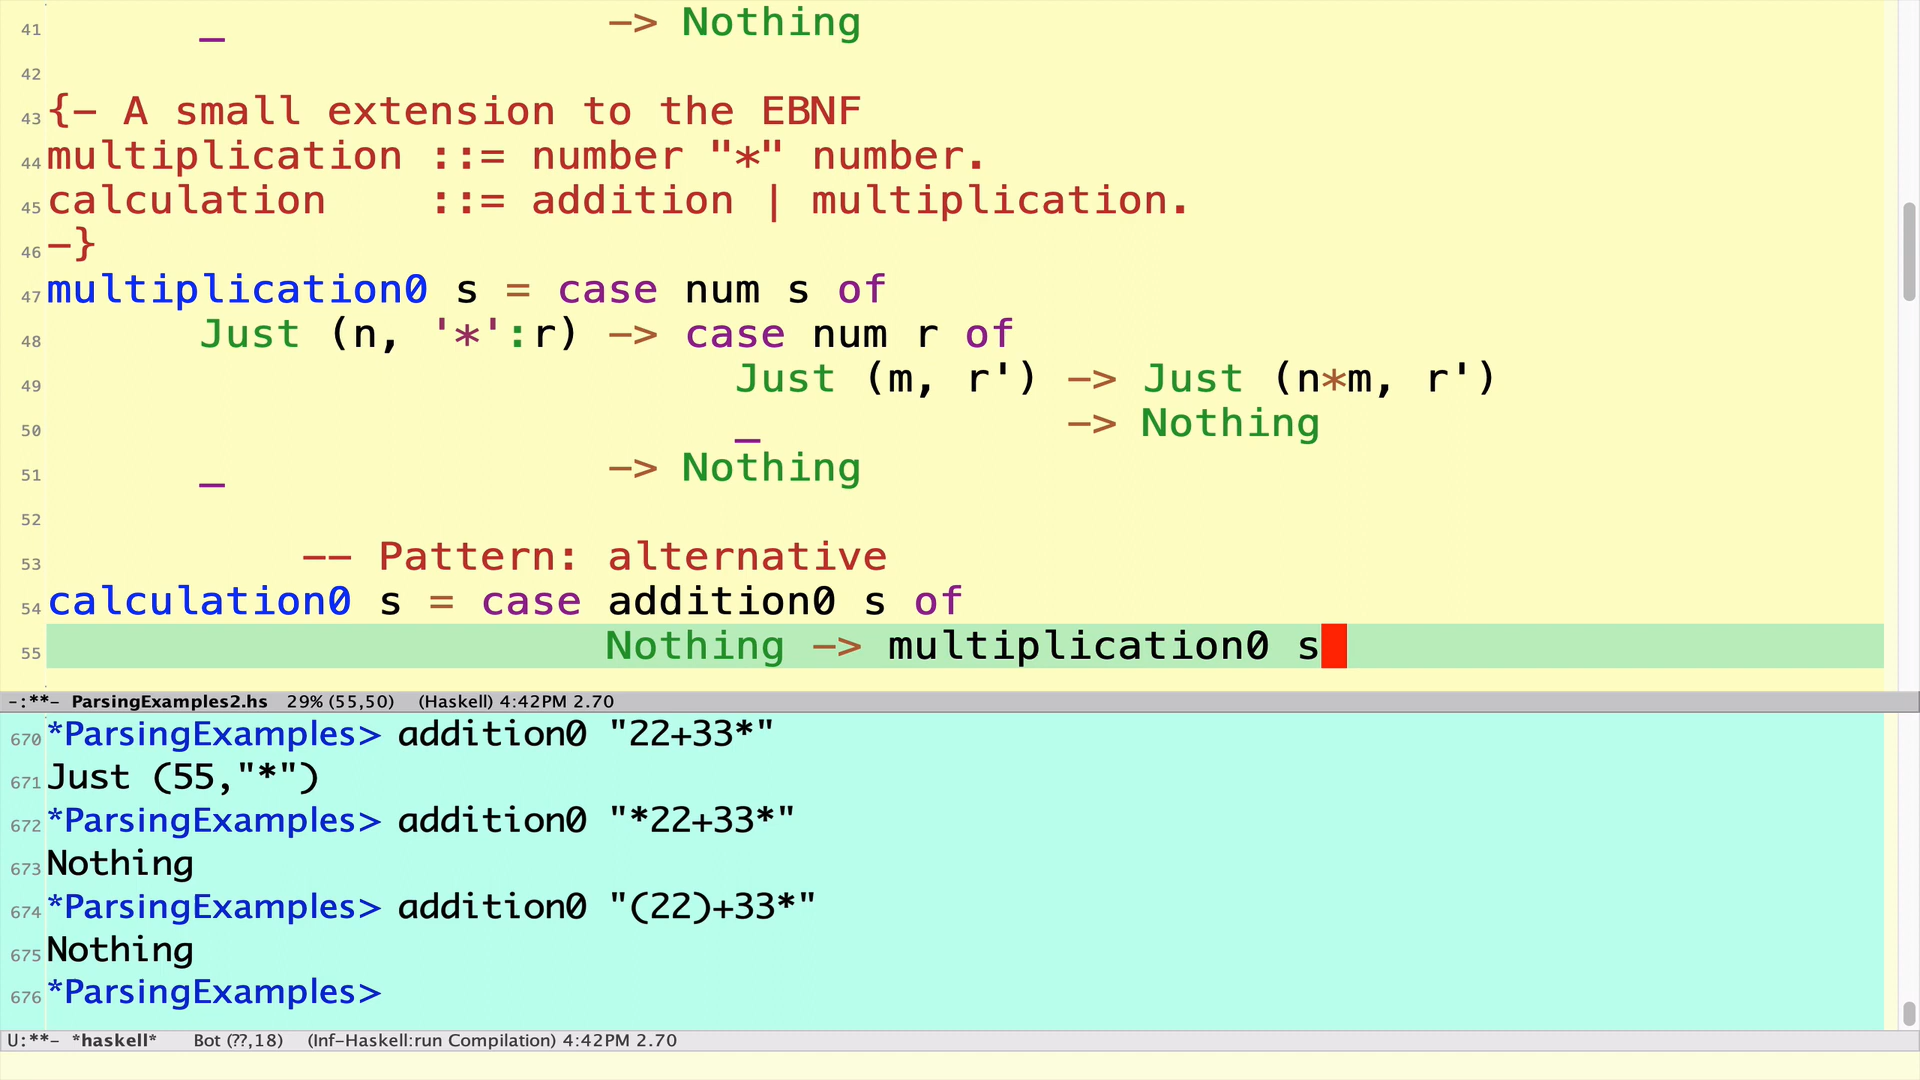 41             _                               -> Nothing
42
43 {- A small extension to the EBNF
44 multiplication ::= number "*" number.
45 calculation    ::= addition | multiplication.
46 -}
47 multiplication0 s = case num s of
48       Just (n, '*':r) -> case num r of
49                            Just (m, r') -> Just (n*m, r')
50                            _            -> Nothing
51       _               -> Nothing
52
53           -- Pattern: alternative
54 calculation0 s = case addition0 s of
55                       Nothing -> multiplication0 s
-:**-  ParsingExamples2.hs   29% (55,50)   (Haskell) 4:42PM 2.70
670 *ParsingExamples> addition0 "22+33*"
671 Just (55,"*")
672 *ParsingExamples> addition0 "*22+33*"
673 Nothing
674 *ParsingExamples> addition0 "(22)+33*"
675 Nothing
676 *ParsingExamples>
U:**-  *haskell*     Bot (??,18)   (Inf-Haskell:run Compilation) 4:42PM 2.70